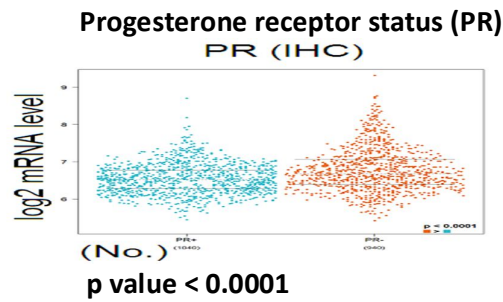 Progesterone receptor status (PR)
PR (IHC)
log2 mRNA level
9
8
7
6
p < 0.0001
>
PR+
PR-
(No.)
(1040)
(940)
p value < 0.0001